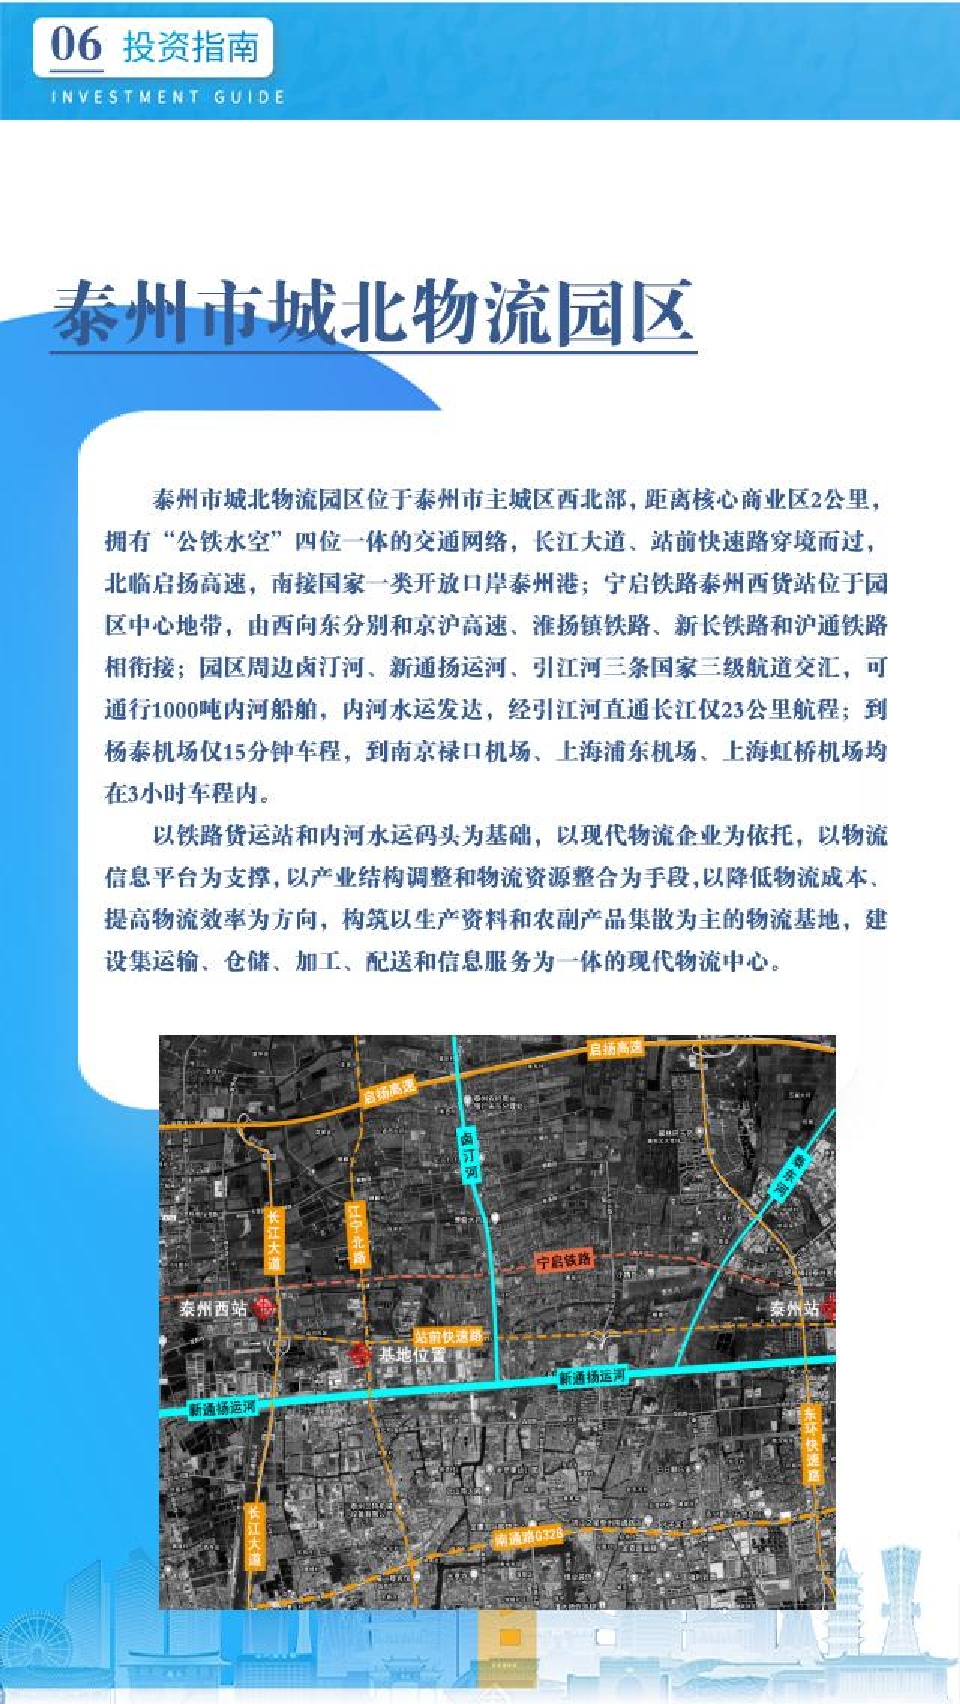 06 投资指南
INVESTMENT GUIDE
泰州市城北物流园区
泰州市城北物流园区位于泰州市主城区西北部，距离核心商业区2公里，
拥有“公铁水空”四位一体的交通网络，长江大道、站前快速路穿境而过，
北临启扬高速，南接国家一类开放口岸泰州港；宁启铁路泰州西货站位于园
区中心地带，由西向东分别和京沪高速、淮扬镇铁路、新长铁路和沪通铁路
相衔接；园区周边卤汀河、新通扬运河、引江河三条国家三级航道交汇，可
通行1000吨内河船舶，内河水运发达，经引江河直通长江仅23公里航程；到
杨泰机场仅15分钟车程，到南京禄口机场、上海浦东机场、上海虹桥机场均
在3小时车程内。
以铁路货运站和内河水运码头为基础，以现代物流企业为依托，以物流
信息平台为支撑，以产业结构调整和物流资源整合为手段，以降低物流成本、
提高物流效率为方向，构筑以生产资料和农副产品集散为主的物流基地，建
设集运输、仓储、加工、配送和信息服务为一体的现代物流中心。
启扬高速
启扬高速
卤汀河
泰东河
长江大道
江宁北路
宁启铁路
泰州西站
泰州站
站前快速路
基地位置
新通扬运河
新通扬运河
东环快速路
长江大道
南通路G328